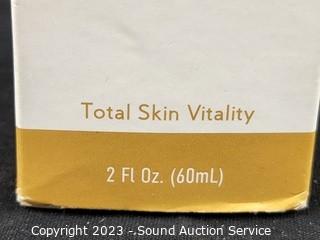 Total Skin Vitality
2 Fl Oz. (60mL)
Copyright 2023 - Sound Auction Service